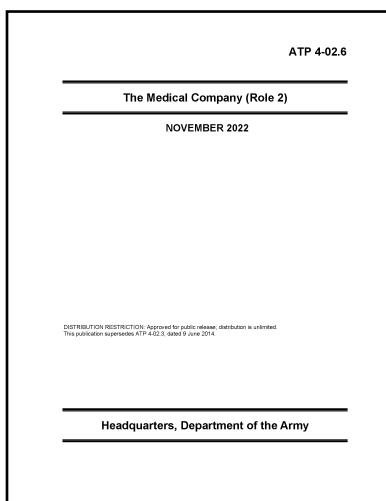 ATP 4-02.6
The Medical Company (Role 2)
NOVEMBER 2022
DISTRIBUTION RESTRICTION: Approved for public release; distribution is unlimited.
This publication supersedes ATP 4-02.3, dated 9 June 2014.
Headquarters, Department of the Army